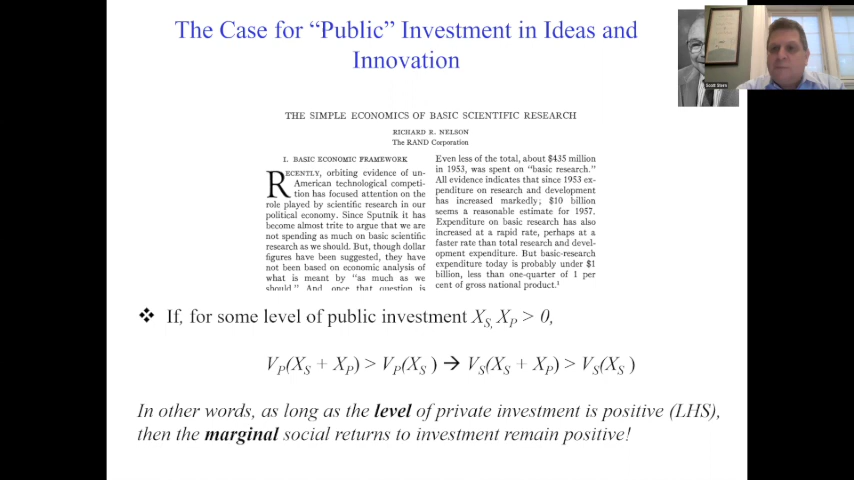 The Case for “Public” Investment in Ideas and
Innovation
Scott Stern
THE SIMPLE ECONOMICS OF BASIC SCIENTIFIC RESEARCH
RICHARD R. NELSON
The RAND Corporation
I. BASIC ECONOMIC FRAMEWORK
RECENTLY, orbiting evidence of un-
American technological competi-
tion has focused attention on the
role played by scientific research in our
political economy. Since Sputnik it has
become almost trite to argue that we are
not spending as much on basic scientific
research as we should. But, though dollar
figures have been suggested, they have
not been based on economic analysis of
what is meant by “as much as we
should.” And once that question is
Even less of the total, about $435 million
in 1953, was spent on “basic research.”
All evidence indicates that since 1953 ex-
penditure on research and development
has increased markedly; $10 billion
seems a reasonable estimate for 1957.
Expenditure on basic research has also
increased at a rapid rate, perhaps at a
faster rate than total research and devel-
opment expenditure. But basic-research
expenditure today is probably under $1
billion, less than one-quarter of 1 per
cent of gross national product.¹
❖ If, for some level of public investment X_S, X_P > 0,
V_P(X_S + X_P) > V_P(X_S ) → V_S(X_S + X_P) > V_S(X_S )
In other words, as long as the level of private investment is positive (LHS),
then the marginal social returns to investment remain positive!